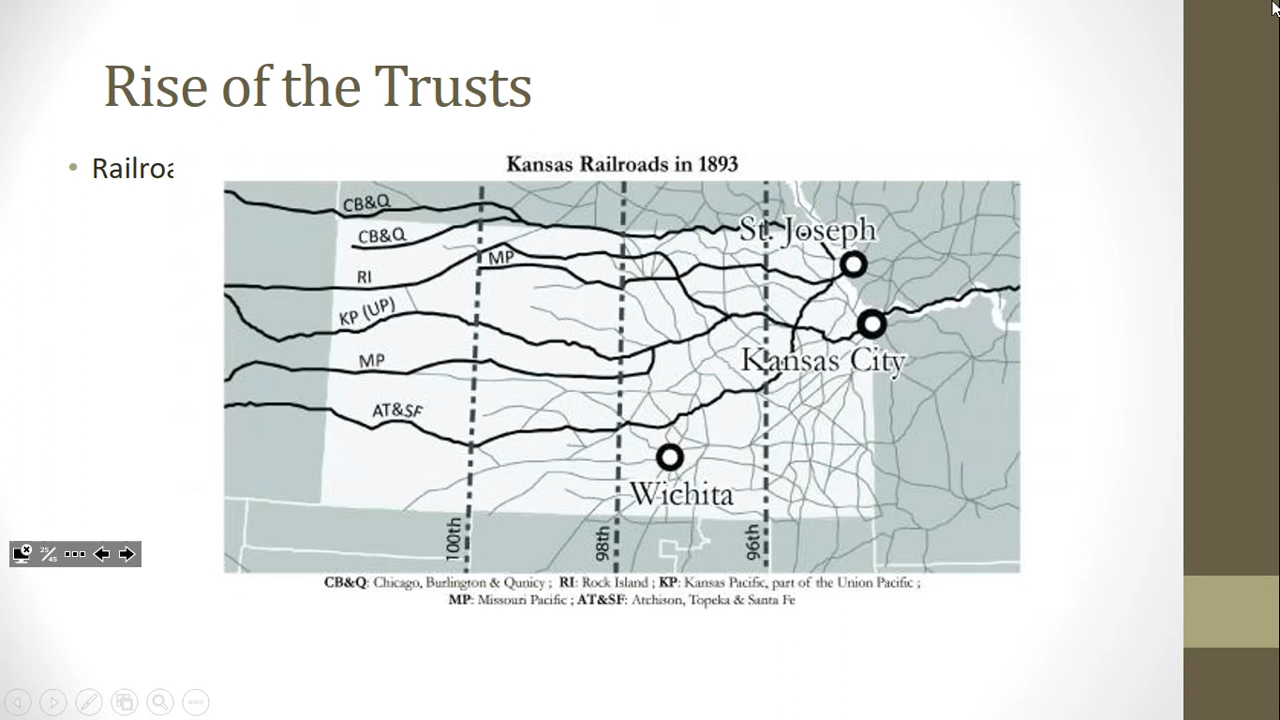 Rise of the Trusts
• Railroa
Kansas Railroads in 1893
CB&Q
CB&Q
RI
MP
KP (UP)
MP
AT&SF
St. Joseph
Kansas City
Wichita
100th
98th
96th
25/45
CB&Q: Chicago, Burlington & Qunicy ; RI: Rock Island ; KP: Kansas Pacific, part of the Union Pacific ;
MP: Missouri Pacific ; AT&SF: Atchison, Topeka & Santa Fe